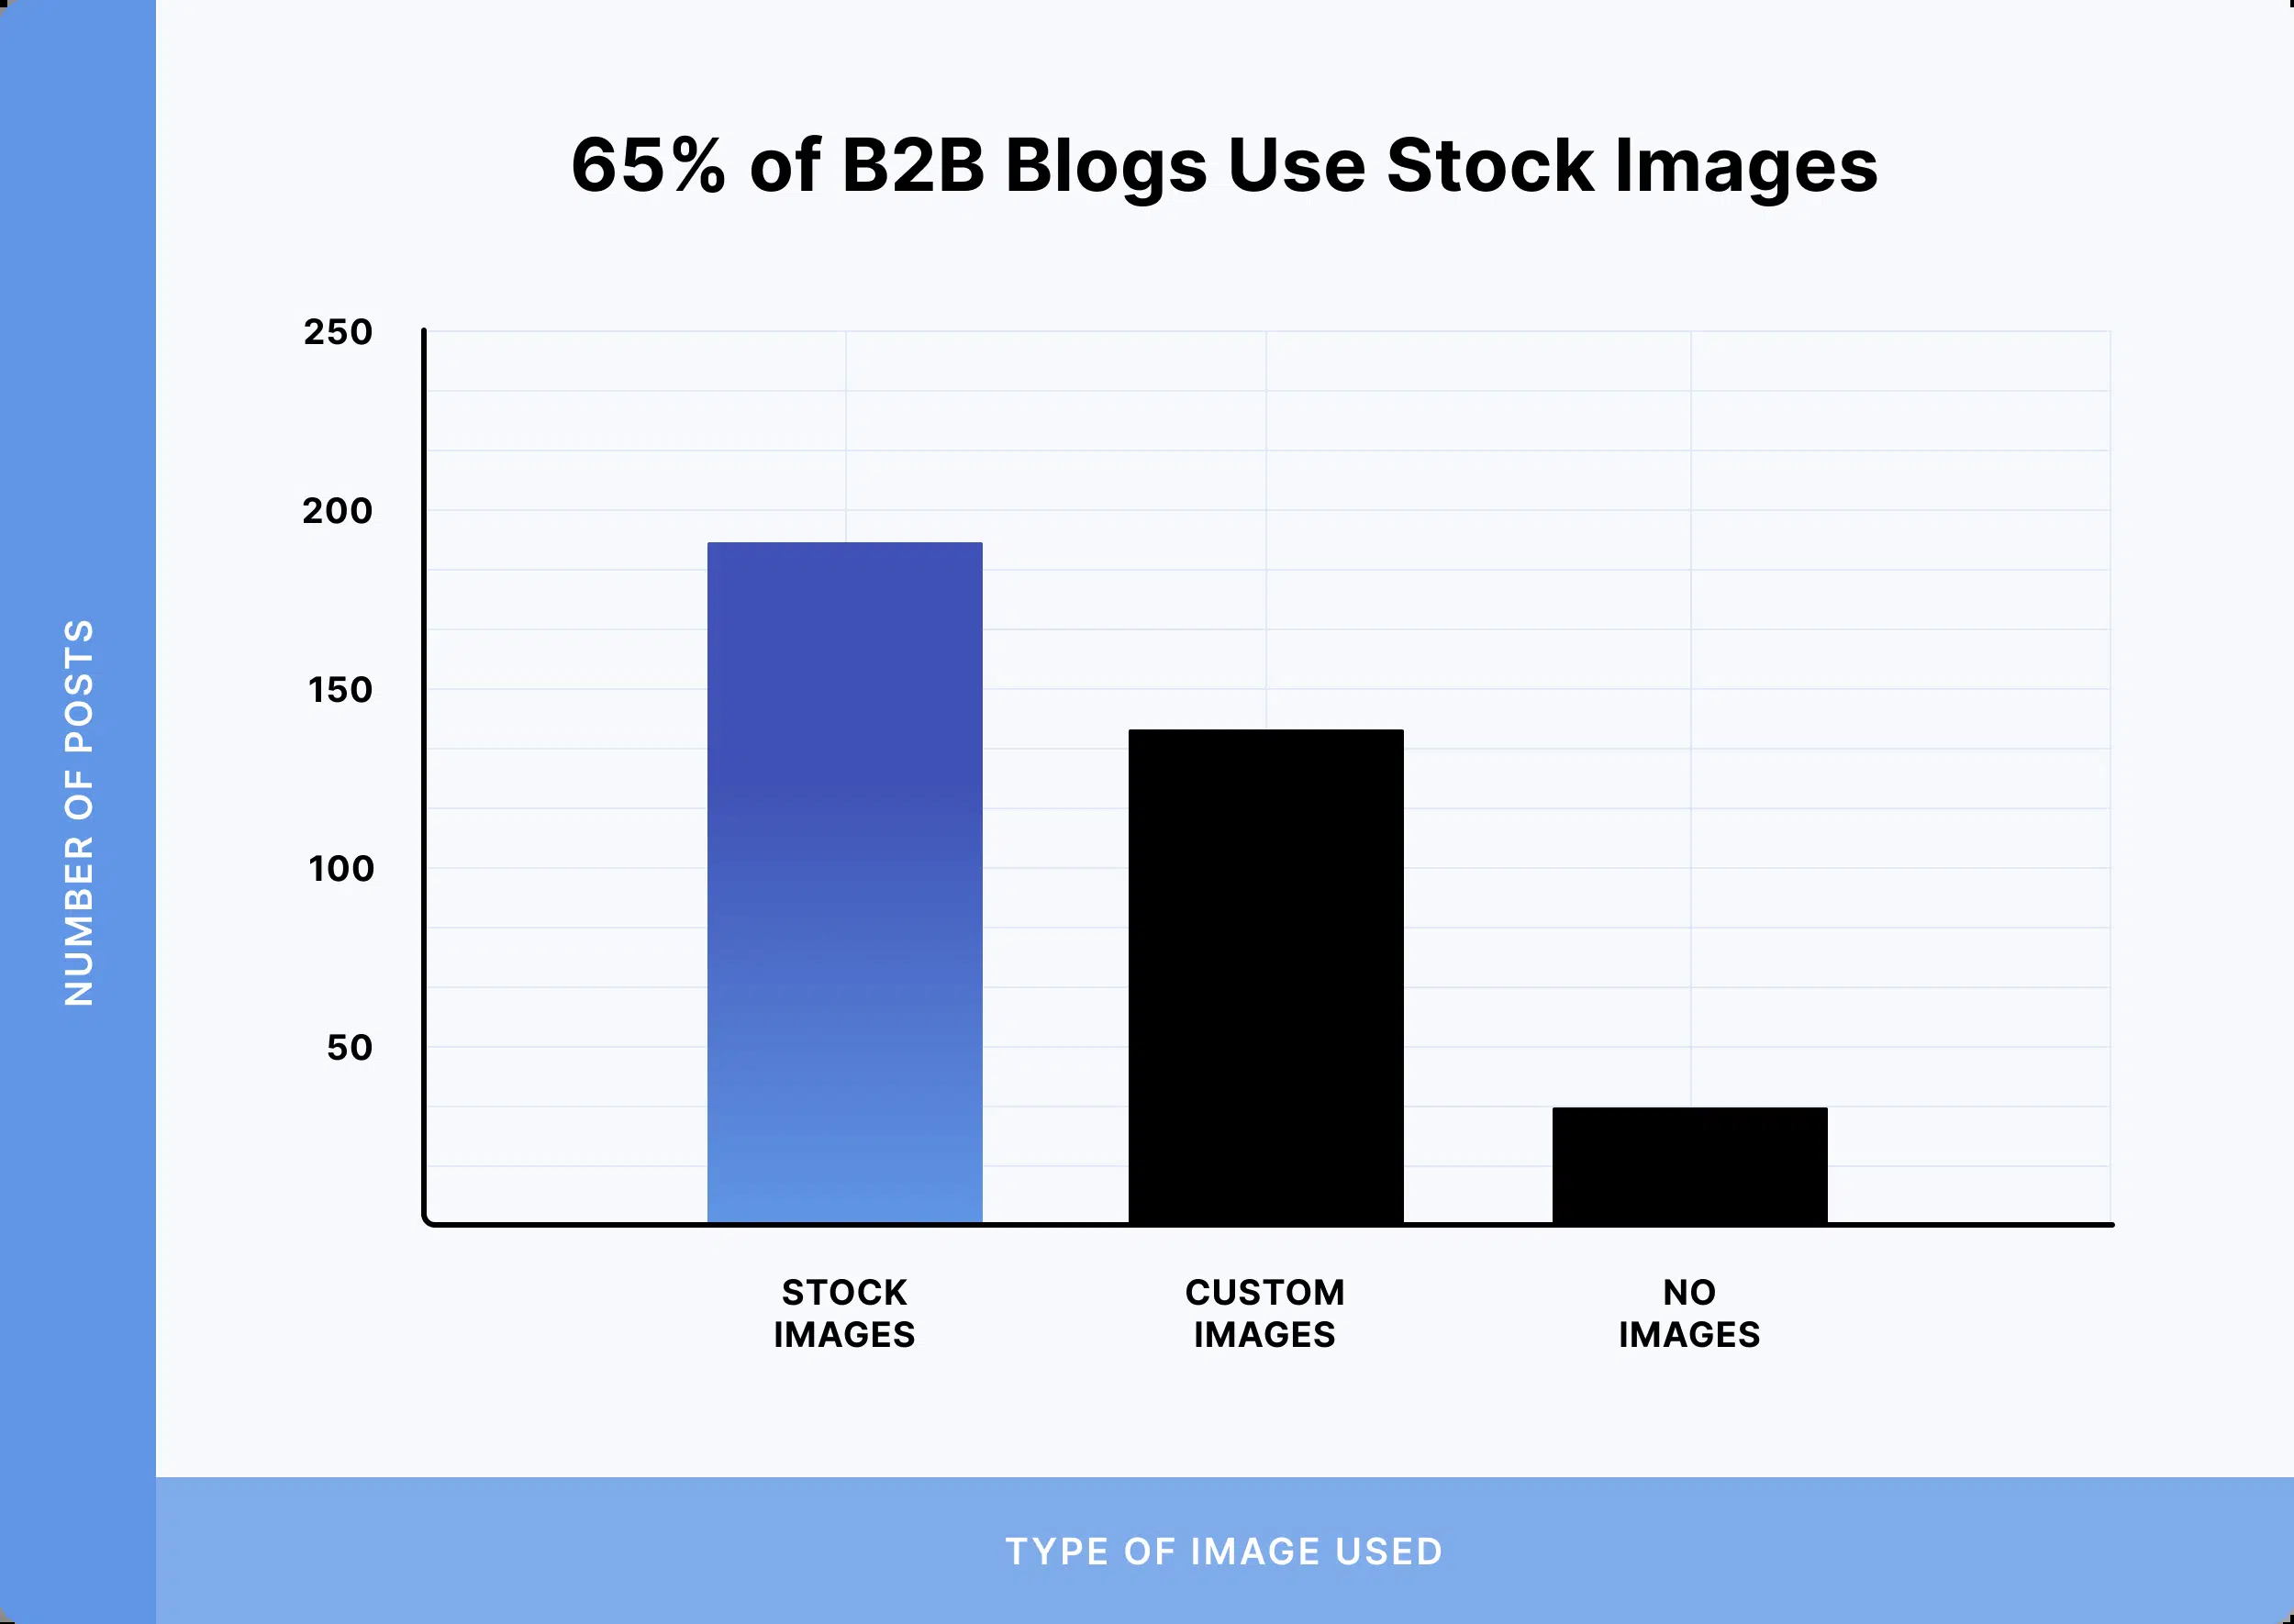 65% of B2B Blogs Use Stock Images
NUMBER OF POSTS
250
200
150
100
50
STOCK
IMAGES
CUSTOM
IMAGES
NO
IMAGES
TYPE OF IMAGE USED